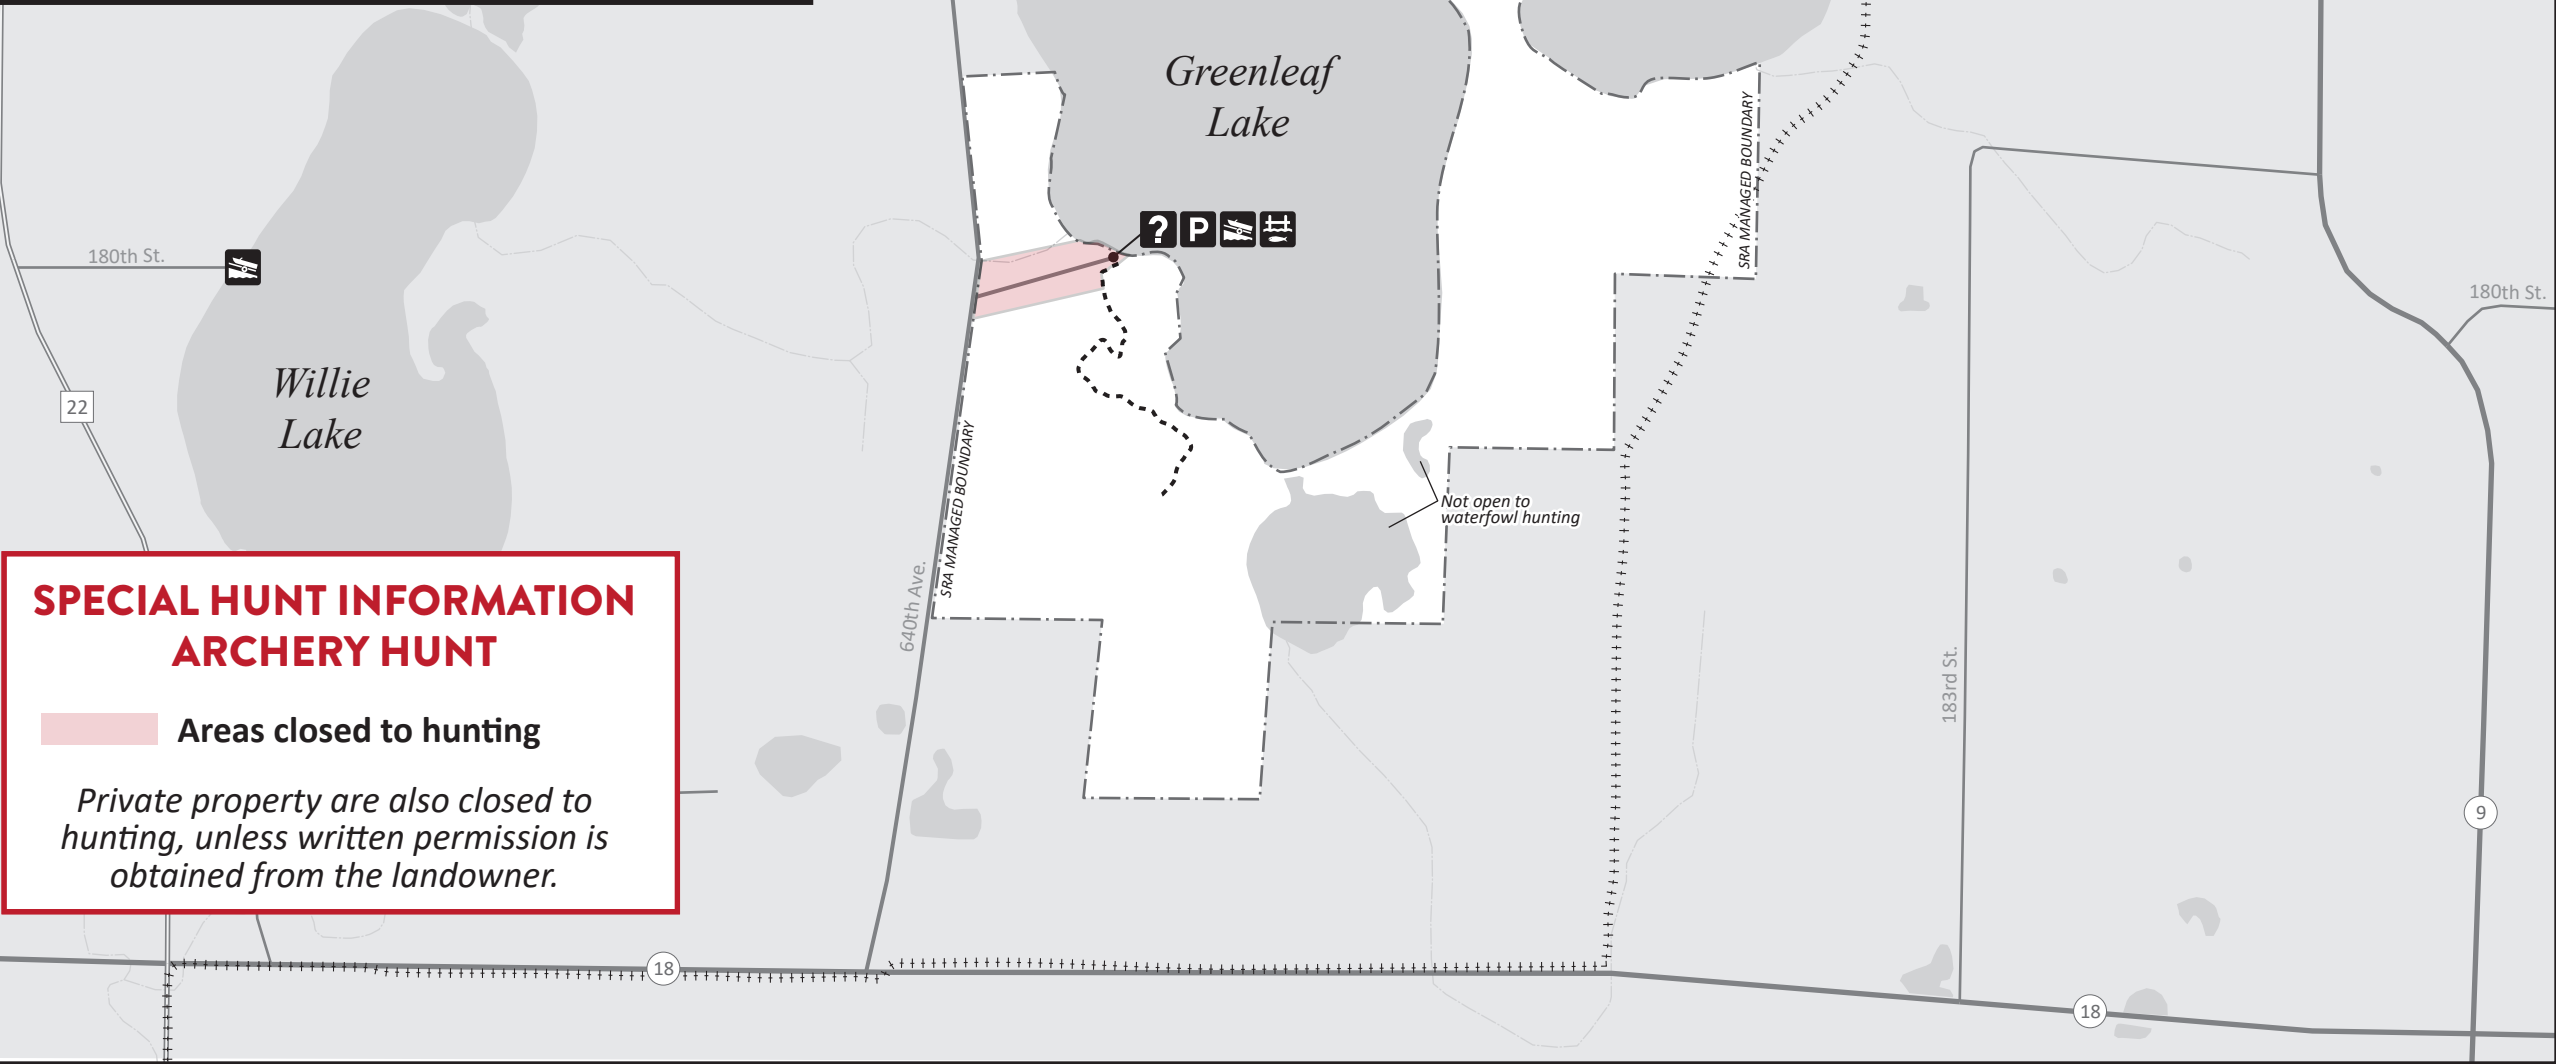 Greenleaf
Lake
SRA MANAGED BOUNDARY
? P
180th St.
180th St.
Willie
Lake
22
SRA MANAGED BOUNDARY
Not open to
waterfowl hunting
640th Ave.
183rd St.
SPECIAL HUNT INFORMATION
ARCHERY HUNT
Areas closed to hunting
Private property are also closed to
hunting, unless written permission is
obtained from the landowner.
9
18
18